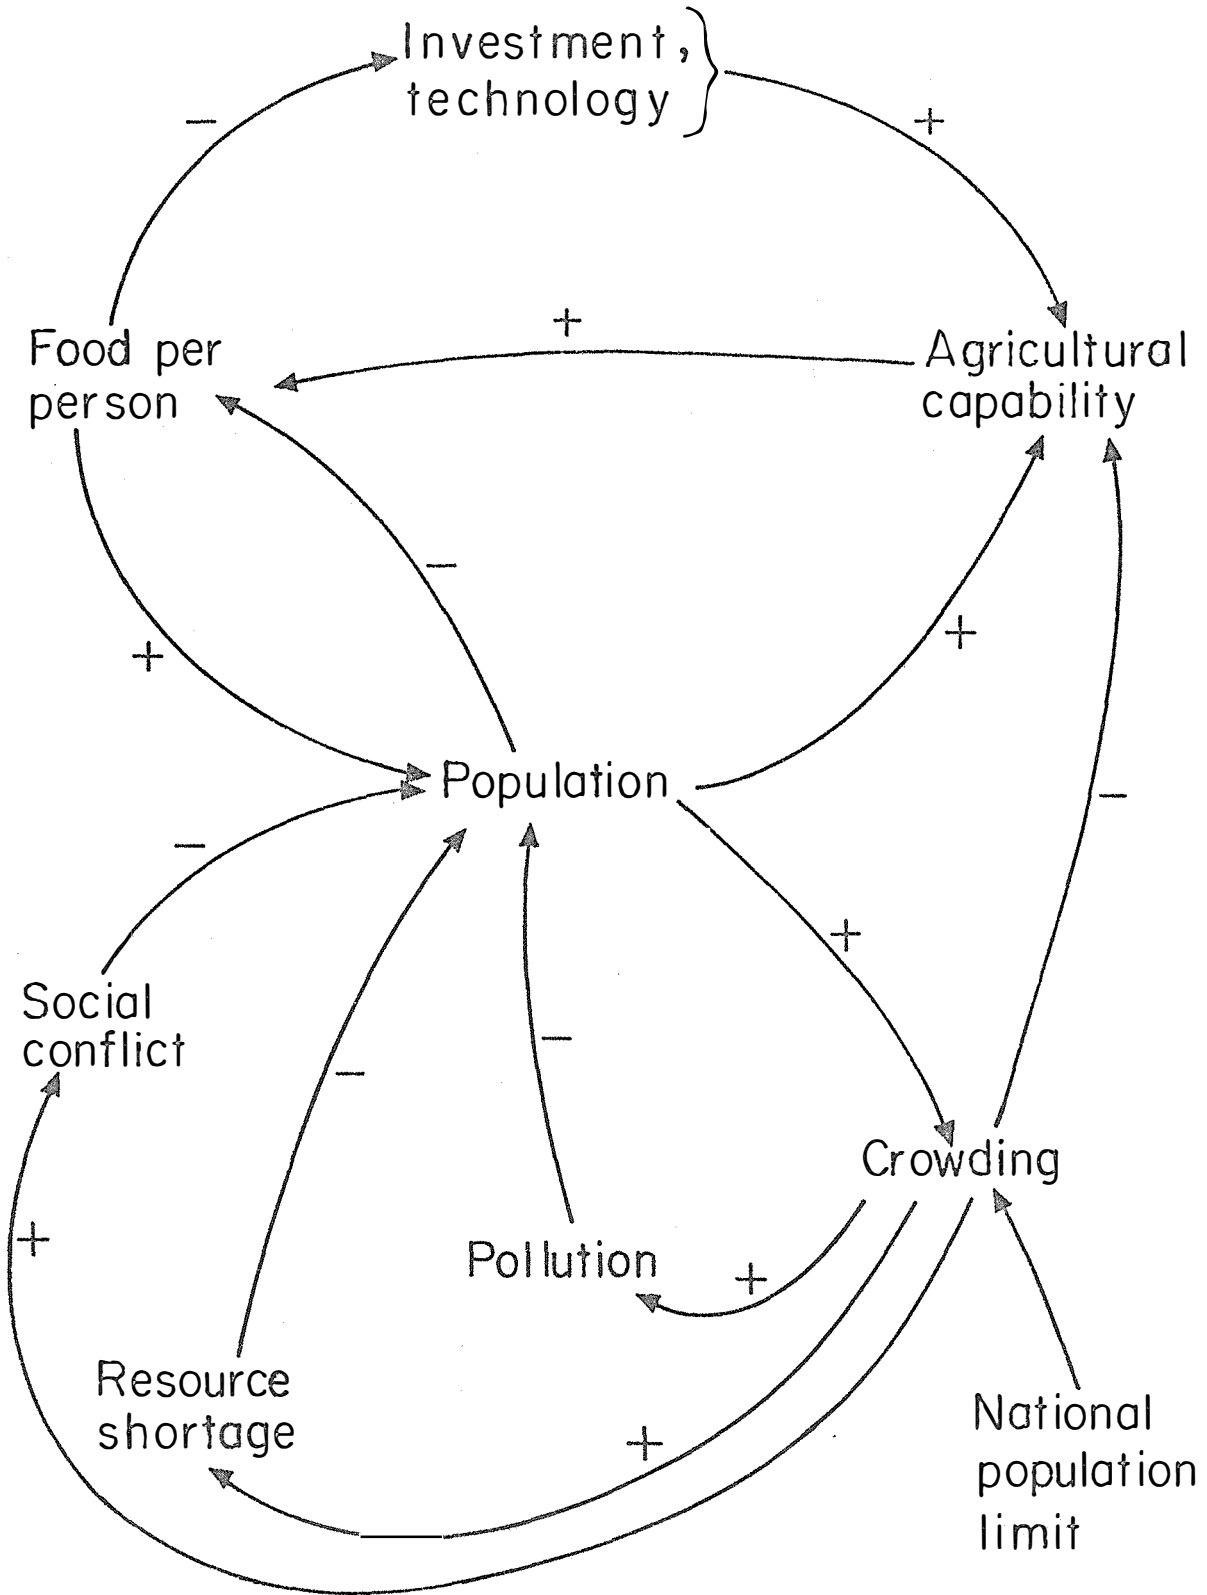 Investment,
technology
−
+
+
Food per
person
Agricultural
capability
−
+
+
Population
−
−
+
Social
conflict
−
−
Crowding
+
Pollution
+
Resource
shortage
+
National
population
limit